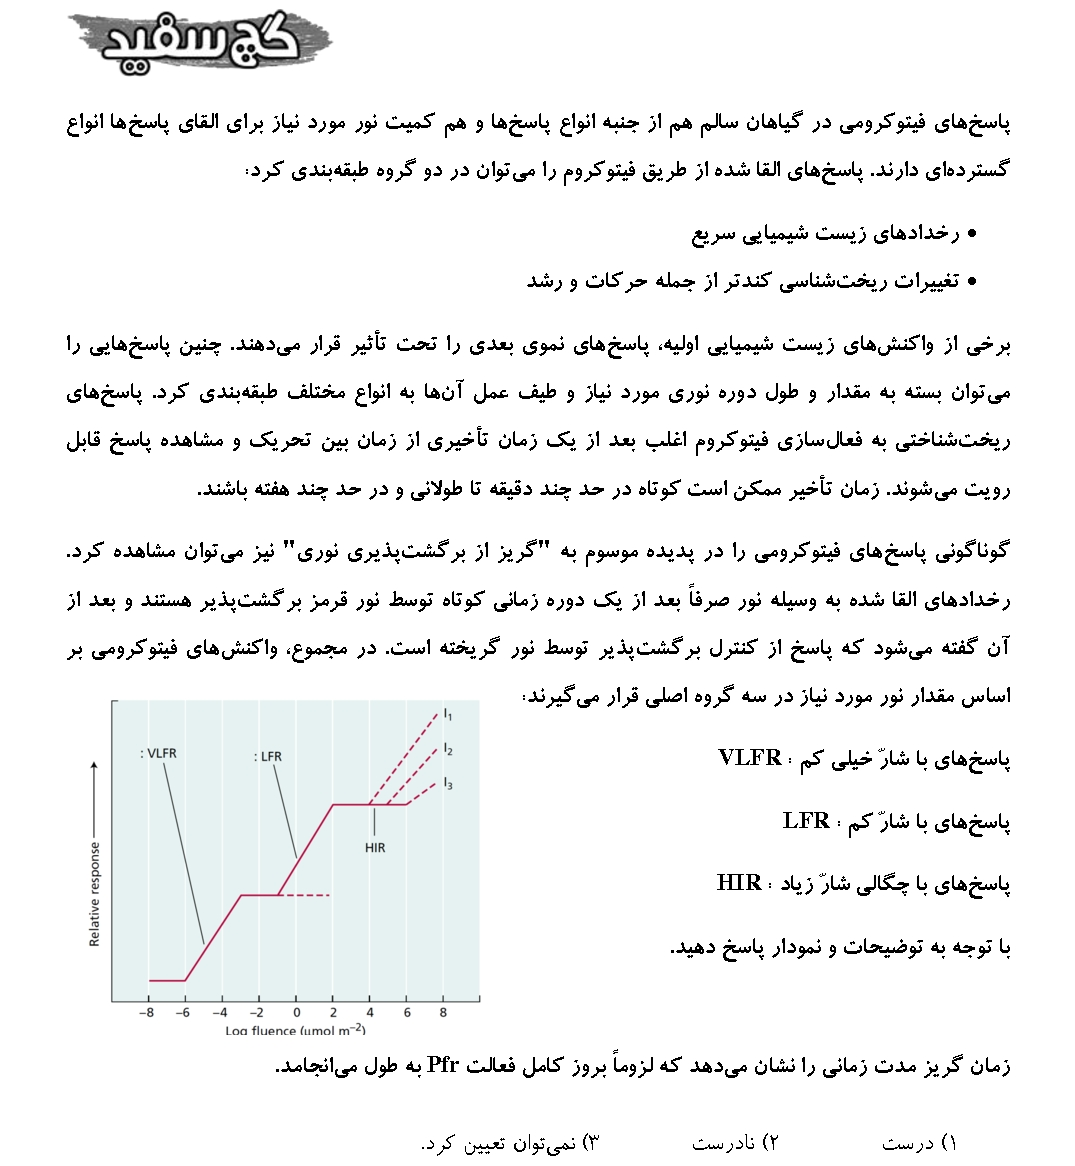 گچ سفید
پاسخ‌های فیتوکرومی در گیاهان سالم هم از جنبه انواع پاسخ‌ها و هم کمیت نور مورد نیاز برای القای پاسخ‌ها انواع
گسترده‌ای دارند. پاسخ‌های القا شده از طریق فیتوکروم را می‌توان در دو گروه طبقه‌بندی کرد:
• رخدادهای زیست شیمیایی سریع
• تغییرات ریخت‌شناسی کندتر از جمله حرکات و رشد
برخی از واکنش‌های زیست شیمیایی اولیه، پاسخ‌های نموی بعدی را تحت تأثیر قرار می‌دهند. چنین پاسخ‌هایی را
می‌توان بسته به مقدار و طول دوره نوری مورد نیاز و طیف عمل آن‌ها به انواع مختلف طبقه‌بندی کرد. پاسخ‌های
ریخت‌شناختی به فعال‌سازی فیتوکروم اغلب بعد از یک زمان تأخیری از زمان بین تحریک و مشاهده پاسخ قابل
رویت می‌شوند. زمان تأخیر ممکن است کوتاه در حد چند دقیقه تا طولانی و در حد چند هفته باشند.
گوناگونی پاسخ‌های فیتوکرومی را در پدیده موسوم به "گریز از برگشت‌پذیری نوری" نیز می‌توان مشاهده کرد.
رخدادهای القا شده به وسیله نور صرفاً بعد از یک دوره زمانی کوتاه توسط نور قرمز برگشت‌پذیر هستند و بعد از
آن گفته می‌شود که پاسخ از کنترل برگشت‌پذیر توسط نور گریخته است. در مجموع، واکنش‌های فیتوکرومی بر
اساس مقدار نور مورد نیاز در سه گروه اصلی قرار می‌گیرند:
پاسخ‌های با شارّ خیلی کم : VLFR
پاسخ‌های با شارّ کم : LFR
پاسخ‌های با چگالی شارّ زیاد : HIR
با توجه به توضیحات و نمودار پاسخ دهید.
: VLFR
: LFR
I1
I2
I3
HIR
Relative response
−8 −6 −4 −2 0 2 4 6 8
Log fluence (μmol m−2)
زمان گریز مدت زمانی را نشان می‌دهد که لزوماً بروز کامل فعالت Pfr به طول می‌انجامد.
۱) درست ۲) نادرست ۳) نمی‌توان تعیین کرد.